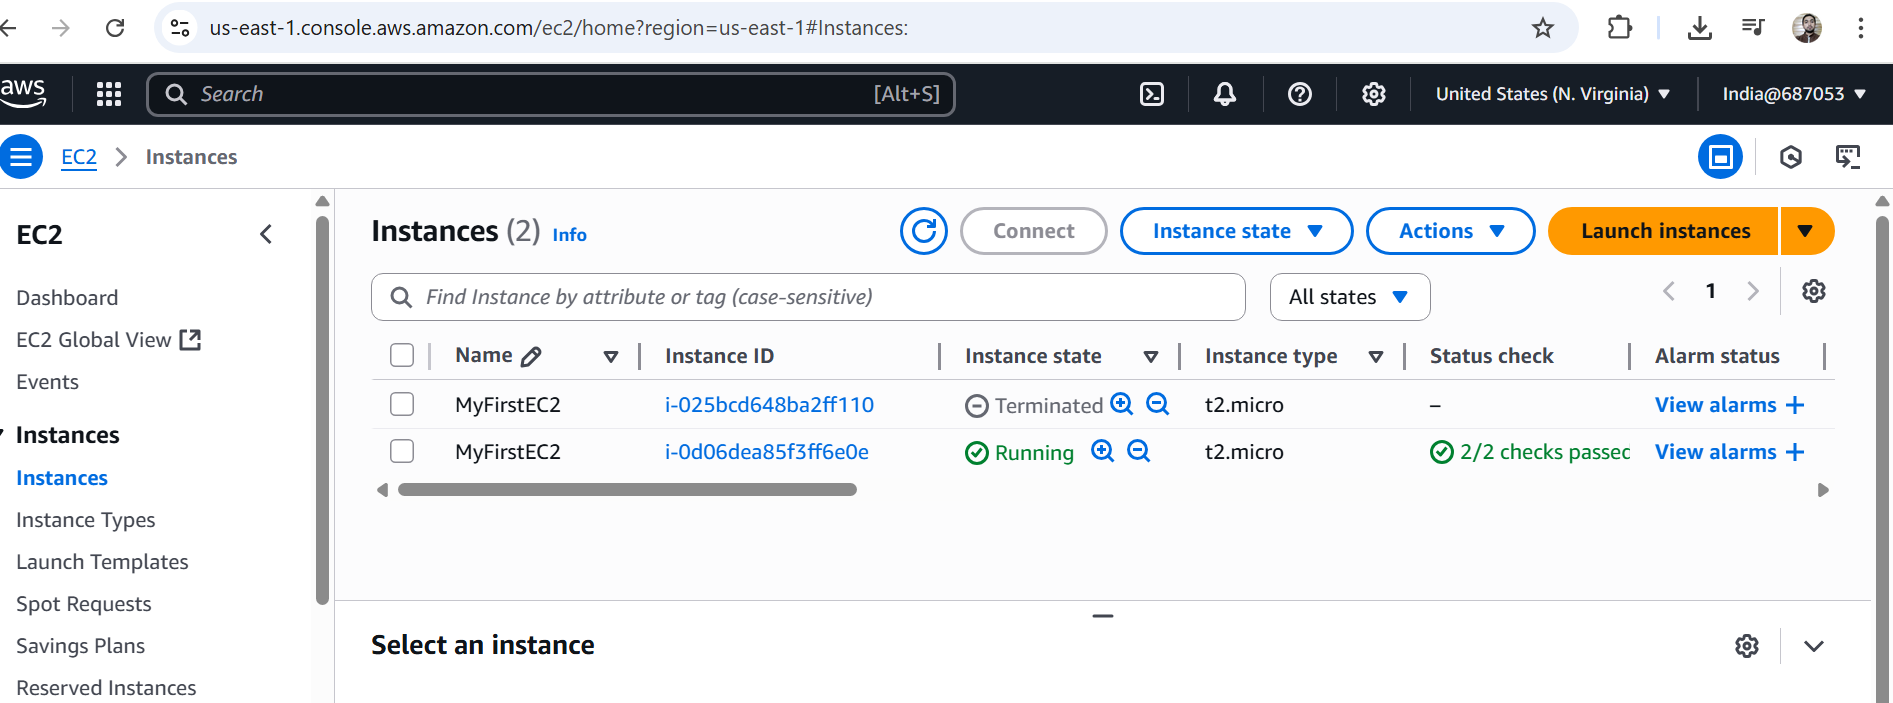 us-east-1.console.aws.amazon.com/ec2/home?region=us-east-1#Instances:
aws
Search
[Alt+S]
United States (N. Virginia)
India@687053
EC2
Instances
EC2
Dashboard
EC2 Global View
Events
Instances
Instances
Instance Types
Launch Templates
Spot Requests
Savings Plans
Reserved Instances
Instances (2) Info
Connect
Instance state
Actions
Launch instances
Find Instance by attribute or tag (case-sensitive)
All states
1
Name Instance ID Instance state Instance type Status check Alarm status
MyFirstEC2 i-025bcd648ba2ff110 Terminated t2.micro – View alarms +
MyFirstEC2 i-0d06dea85f3ff6e0e Running t2.micro 2/2 checks passed View alarms +
Select an instance